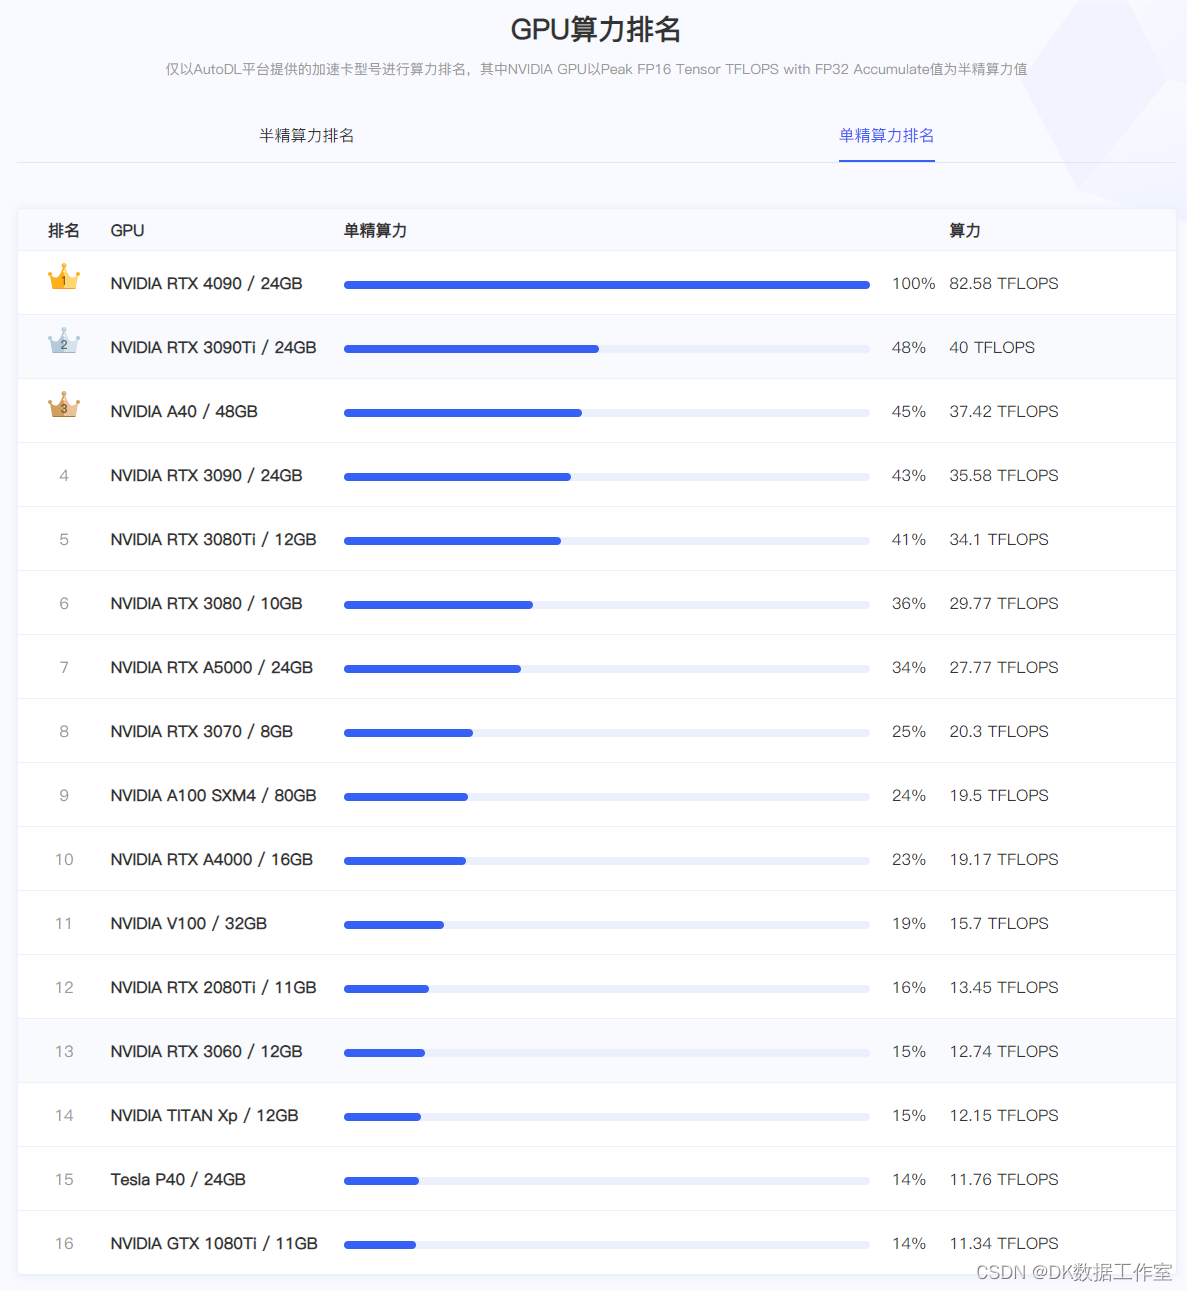 GPU算力排名
仅以AutoDL平台提供的加速卡型号进行算力排名，其中NVIDIA GPU以Peak FP16 Tensor TFLOPS with FP32 Accumulate值为半精算力值
半精算力排名 单精算力排名
排名 GPU 单精算力 算力
1 NVIDIA RTX 4090 / 24GB 100% 82.58 TFLOPS
2 NVIDIA RTX 3090Ti / 24GB 48% 40 TFLOPS
3 NVIDIA A40 / 48GB 45% 37.42 TFLOPS
4 NVIDIA RTX 3090 / 24GB 43% 35.58 TFLOPS
5 NVIDIA RTX 3080Ti / 12GB 41% 34.1 TFLOPS
6 NVIDIA RTX 3080 / 10GB 36% 29.77 TFLOPS
7 NVIDIA RTX A5000 / 24GB 34% 27.77 TFLOPS
8 NVIDIA RTX 3070 / 8GB 25% 20.3 TFLOPS
9 NVIDIA A100 SXM4 / 80GB 24% 19.5 TFLOPS
10 NVIDIA RTX A4000 / 16GB 23% 19.17 TFLOPS
11 NVIDIA V100 / 32GB 19% 15.7 TFLOPS
12 NVIDIA RTX 2080Ti / 11GB 16% 13.45 TFLOPS
13 NVIDIA RTX 3060 / 12GB 15% 12.74 TFLOPS
14 NVIDIA TITAN Xp / 12GB 15% 12.15 TFLOPS
15 Tesla P40 / 24GB 14% 11.76 TFLOPS
16 NVIDIA GTX 1080Ti / 11GB 14% 11.34 TFLOPS
CSDN @DK数据工作室